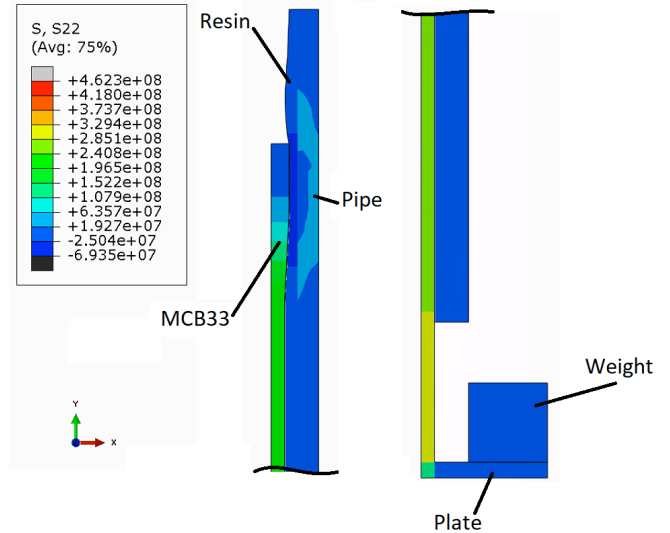 S, S22
(Avg: 75%)
+4.623e+08
+4.180e+08
+3.737e+08
+3.294e+08
+2.851e+08
+2.408e+08
+1.965e+08
+1.522e+08
+1.079e+08
+6.357e+07
+1.927e+07
-2.504e+07
-6.935e+07
Resin
Pipe
MCB33
Weight
Plate
Y
X